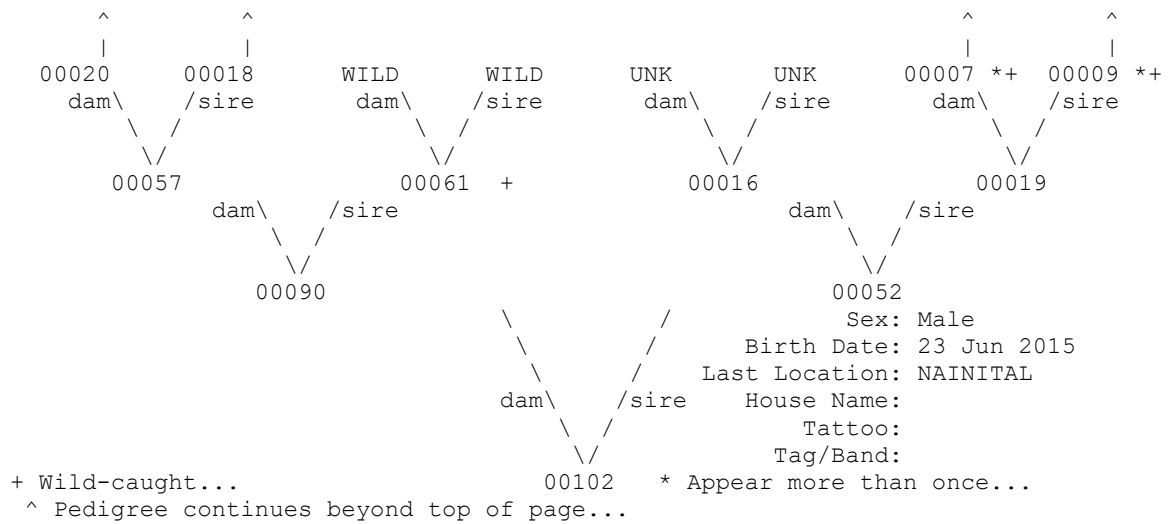 ^ ^ ^ ^
| | | |
00020 00018 WILD WILD UNK UNK 00007 *+ 00009 *+
dam\ /sire dam\ /sire dam\ /sire dam\ /sire
\ / \ / \ / \ /
\/ \/ \/ \/
00057 00061 + 00016 00019
dam\ /sire dam\ /sire
\ / \ /
\/ \/
00090 00052
\ / Sex: Male
\ / Birth Date: 23 Jun 2015
\ / Last Location: NAINITAL
dam\ /sire House Name:
\ / Tattoo:
\/ Tag/Band:
+ Wild-caught... 00102 * Appear more than once...
^ Pedigree continues beyond top of page...